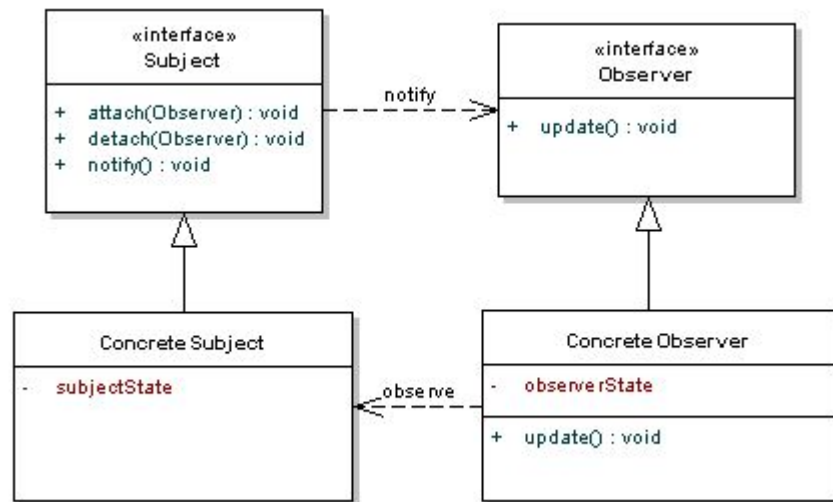 «interface»
Subject
+ attach(Observer) : void
+ detach(Observer) : void
+ notify() : void
notify
«interface»
Observer
+ update() : void
Concrete Subject
- subjectState
observe
Concrete Observer
- observerState
+ update() : void